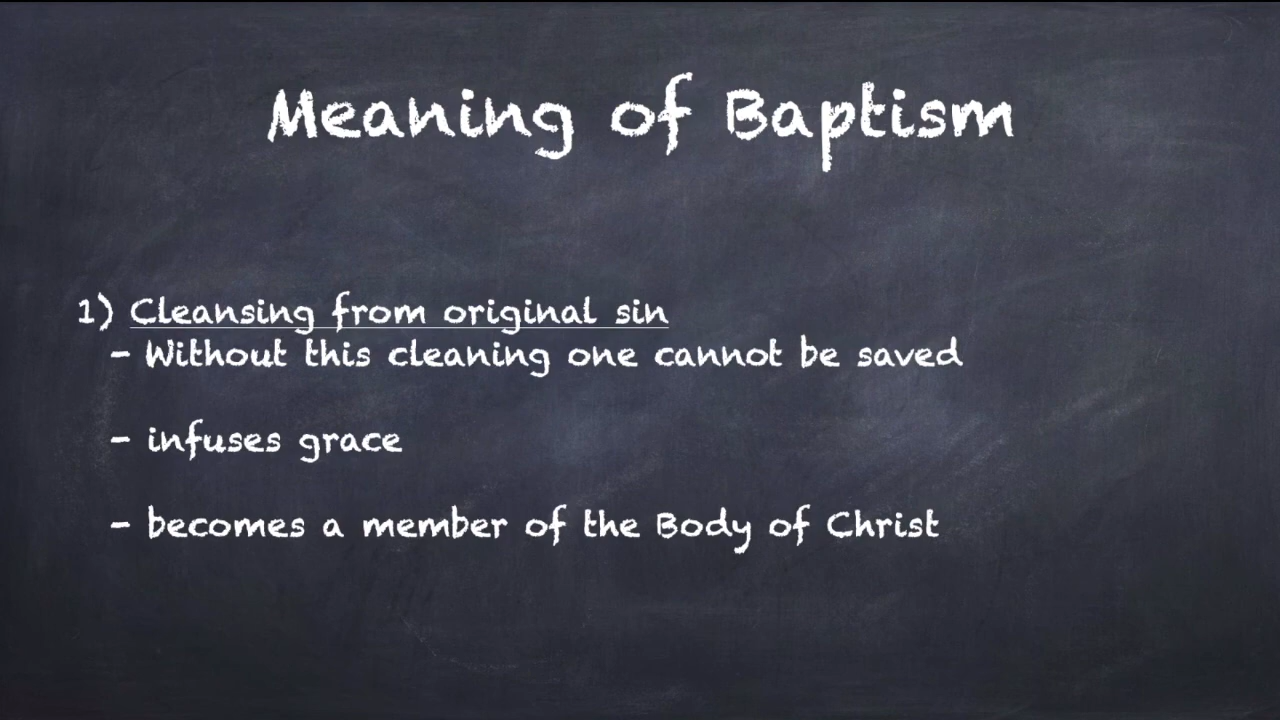 Meaning of Baptism
1) Cleansing from original sin
- Without this cleaning one cannot be saved
- infuses grace
- becomes a member of the Body of Christ